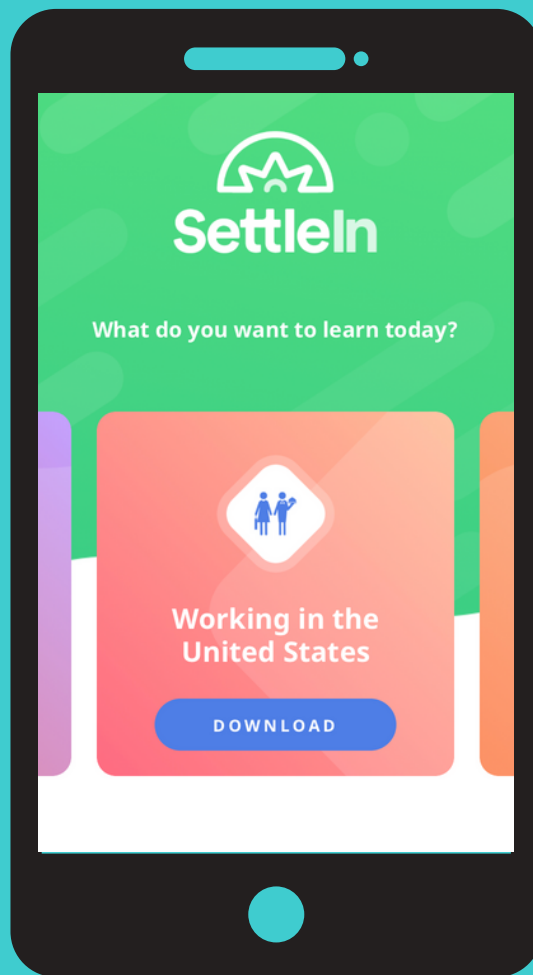 SettleIn
What do you want to learn today?
Working in the
United States
DOWNLOAD